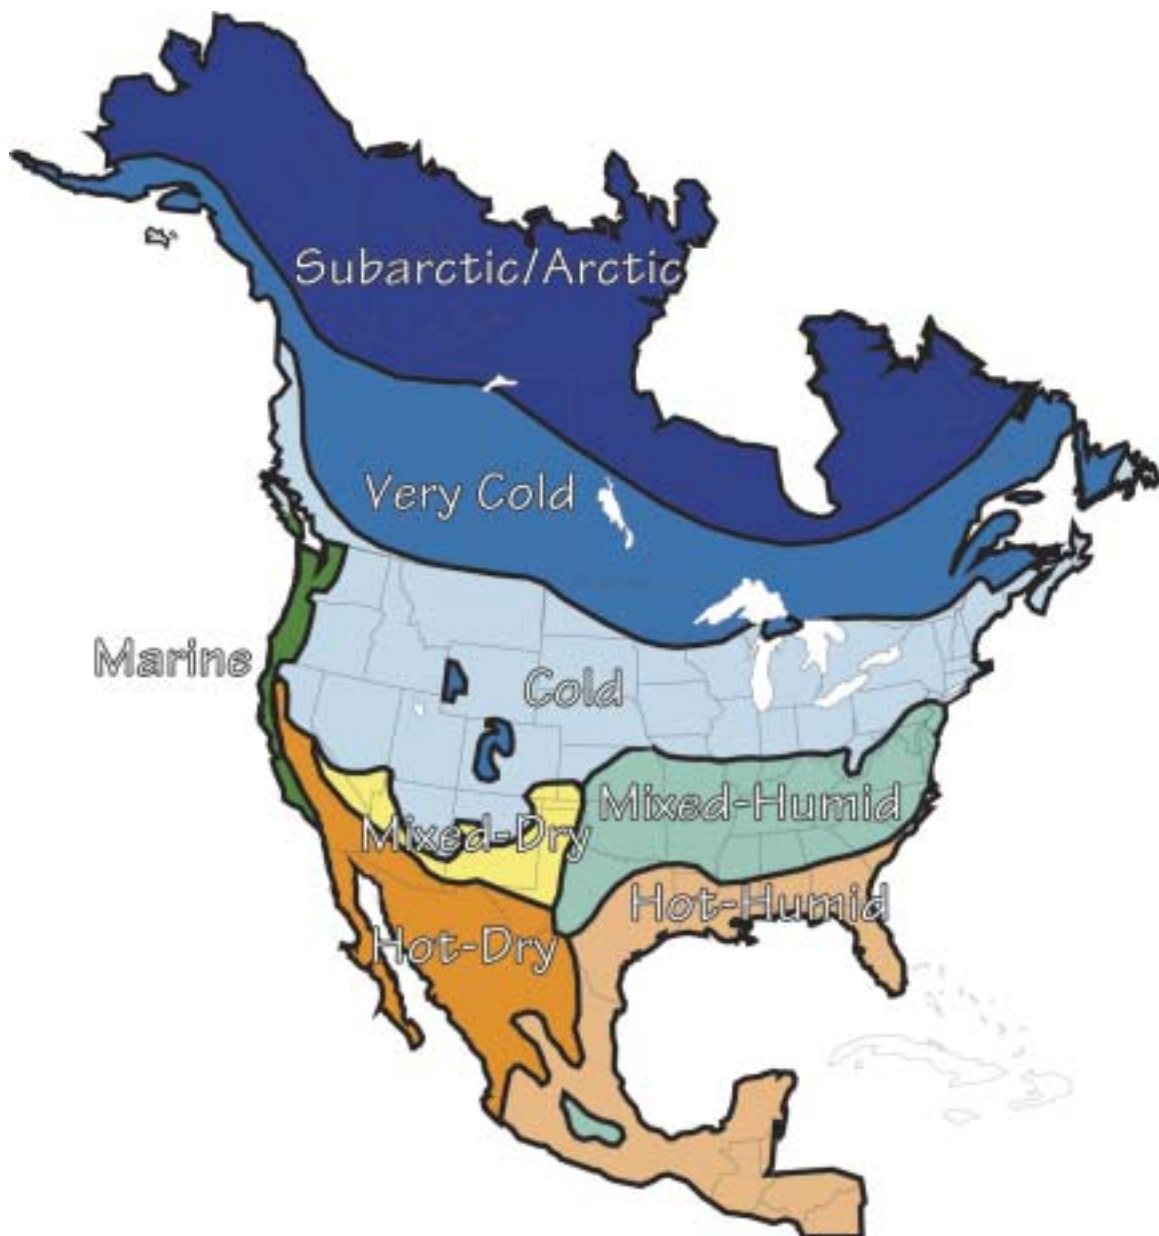 Subarctic/Arctic
Very Cold
Marine
Cold
Mixed-Humid
Mixed-Dry
Hot-Humid
Hot-Dry